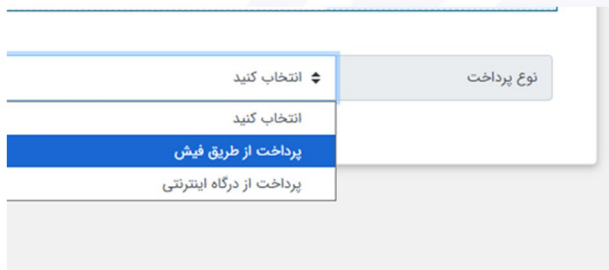 نوع پرداخت
انتخاب کنید
انتخاب کنید
پرداخت از طریق فیش
پرداخت از درگاه اینترنتی